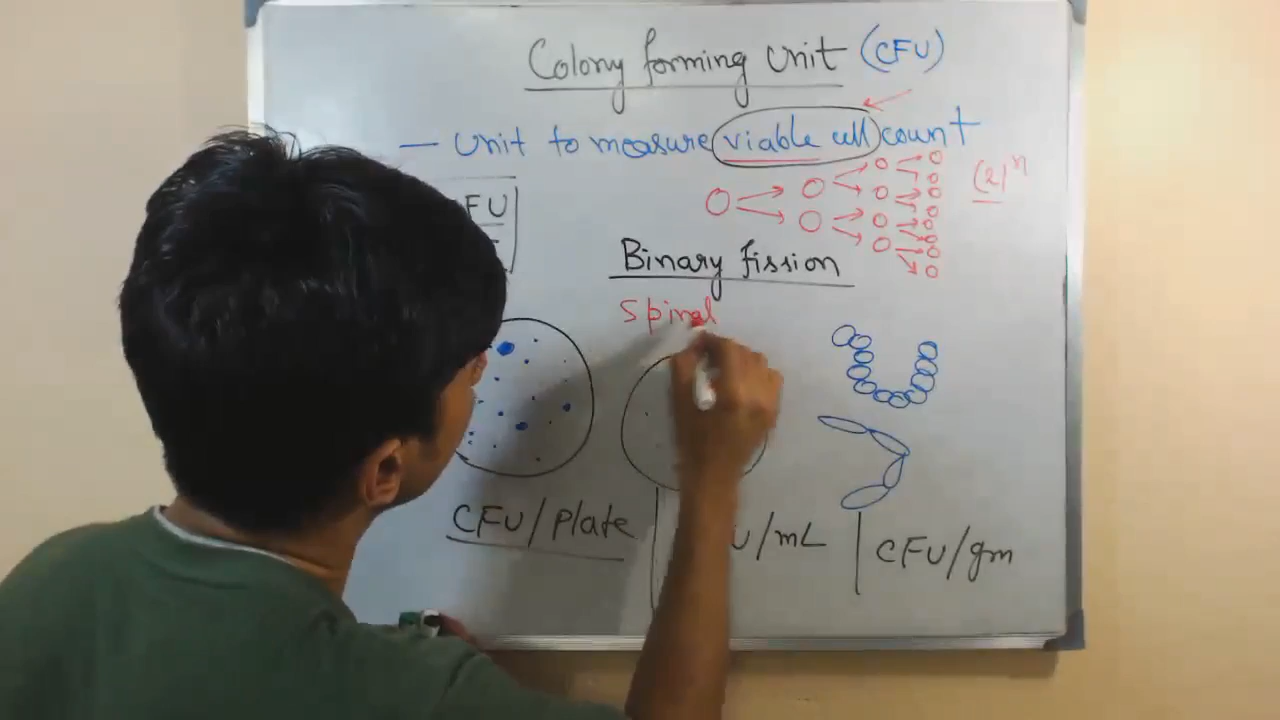 Colony forming Unit (CFU)
— Unit to measure viable cell count
(2)ⁿ
FU
Binary fission
Spiral
CFU/Plate
U/mL
CFU/gm